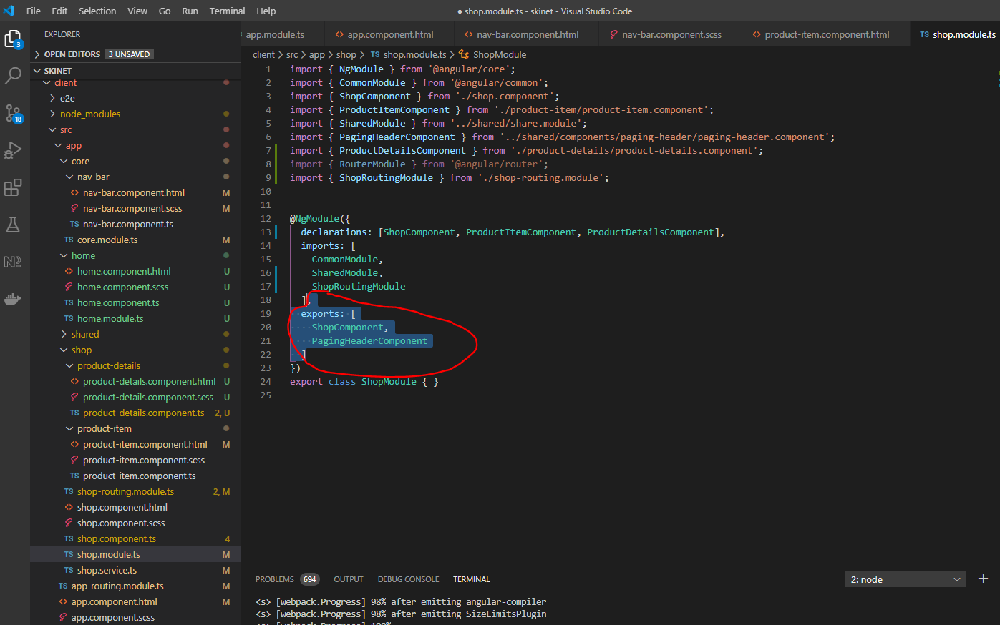 File Edit Selection View Go Run Terminal Help
● shop.module.ts - skinet - Visual Studio Code
EXPLORER
app.module.ts
app.component.html
nav-bar.component.html
nav-bar.component.scss
product-item.component.html
TS shop.module.ts
3
OPEN EDITORS 3 UNSAVED
SKINET
client
e2e
node_modules
src
app
core
nav-bar
nav-bar.component.html M
nav-bar.component.scss M
TS nav-bar.component.ts
TS core.module.ts M
home
home.component.html U
home.component.scss U
TS home.component.ts U
TS home.module.ts U
shared
shop
product-details
product-details.component.html U
product-details.component.scss U
TS product-details.component.ts 2, U
product-item
product-item.component.html M
product-item.component.scss
TS product-item.component.ts
TS shop-routing.module.ts 2, M
shop.component.html
shop.component.scss
TS shop.component.ts 4
TS shop.module.ts M
TS shop.service.ts M
TS app-routing.module.ts M
app.component.html M
app.component.scss
18
N2
client > src > app > shop > TS shop.module.ts > ShopModule
1 import { NgModule } from '@angular/core';
2 import { CommonModule } from '@angular/common';
3 import { ShopComponent } from './shop.component';
4 import { ProductItemComponent } from './product-item/product-item.component';
5 import { SharedModule } from '../shared/share.module';
6 import { PagingHeaderComponent } from '../shared/components/paging-header/paging-header.component';
7 import { ProductDetailsComponent } from './product-details/product-details.component';
8 import { RouterModule } from '@angular/router';
9 import { ShopRoutingModule } from './shop-routing.module';
10
11
12 @NgModule({
13 declarations: [ShopComponent, ProductItemComponent, ProductDetailsComponent],
14 imports: [
15 CommonModule,
16 SharedModule,
17 ShopRoutingModule
18 ],
19 exports: [
20 ShopComponent,
21 PagingHeaderComponent
22 ]
23 })
24 export class ShopModule { }
25
PROBLEMS 694 OUTPUT DEBUG CONSOLE TERMINAL
2: node
<s> [webpack.Progress] 98% after emitting angular-compiler
<s> [webpack.Progress] 98% after emitting SizeLimitsPlugin
<s> [webpack.Progress] 100%